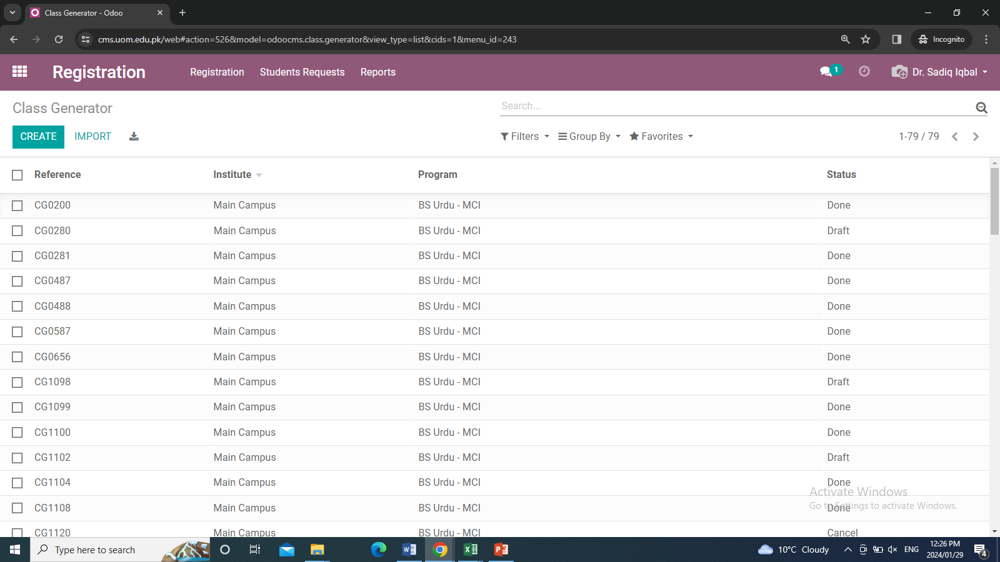 Class Generator - Odoo
cms.uom.edu.pk/web#action=526&model=odoocms.class.generator&view_type=list&cids=1&menu_id=243
Incognito
Registration
Registration Students Requests Reports
1
Dr. Sadiq Iqbal
Class Generator
Search...
CREATE IMPORT
Filters Group By Favorites
1-79 / 79
Reference Institute Program Status
CG0200 Main Campus BS Urdu - MCI Done
CG0280 Main Campus BS Urdu - MCI Draft
CG0281 Main Campus BS Urdu - MCI Done
CG0487 Main Campus BS Urdu - MCI Done
CG0488 Main Campus BS Urdu - MCI Done
CG0587 Main Campus BS Urdu - MCI Done
CG0656 Main Campus BS Urdu - MCI Done
CG1098 Main Campus BS Urdu - MCI Draft
CG1099 Main Campus BS Urdu - MCI Done
CG1100 Main Campus BS Urdu - MCI Done
CG1102 Main Campus BS Urdu - MCI Draft
CG1104 Main Campus BS Urdu - MCI Done
Activate Windows
Go to Settings to activate Windows.
CG1108 Main Campus BS Urdu - MCI Done
CG1120 Main Campus BS Urdu - MCI Cancel
Type here to search
10°C Cloudy
ENG
12:26 PM
2024/01/29
4